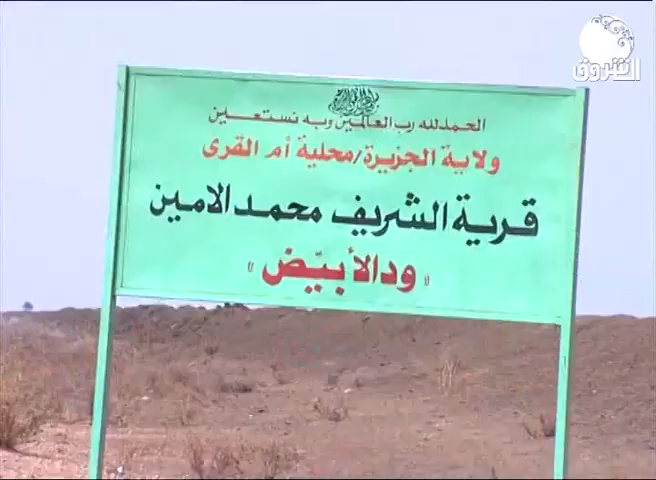 الشروق
الحمدلله رب العالمين وبه نستعين
ولاية الجزيرة/محلية أم القرى
قرية الشريف محمد الامين
« ودالأبيّض »